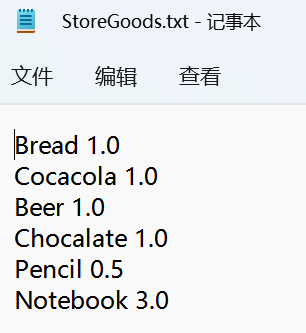 StoreGoods.txt - 记事本
文件 编辑 查看
Bread 1.0
Cocacola 1.0
Beer 1.0
Chocalate 1.0
Pencil 0.5
Notebook 3.0